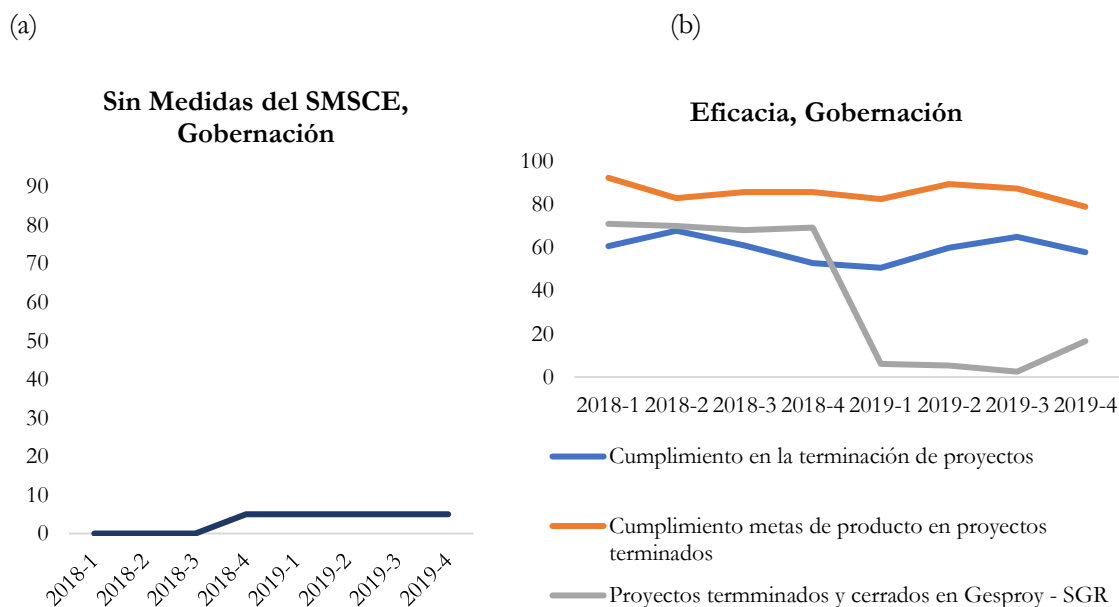 (a)
(b)
Sin Medidas del SMSCE,
Gobernación
90
80
70
60
50
40
30
20
10
0
2018-1
2018-2
2018-3
2018-4
2019-1
2019-2
2019-3
2019-4
Eficacia, Gobernación
100
80
60
40
20
0
2018-1 2018-2 2018-3 2018-4 2019-1 2019-2 2019-3 2019-4
Cumplimiento en la terminación de proyectos
Cumplimiento metas de producto en proyectos
terminados
Proyectos termminados y cerrados en Gesproy - SGR